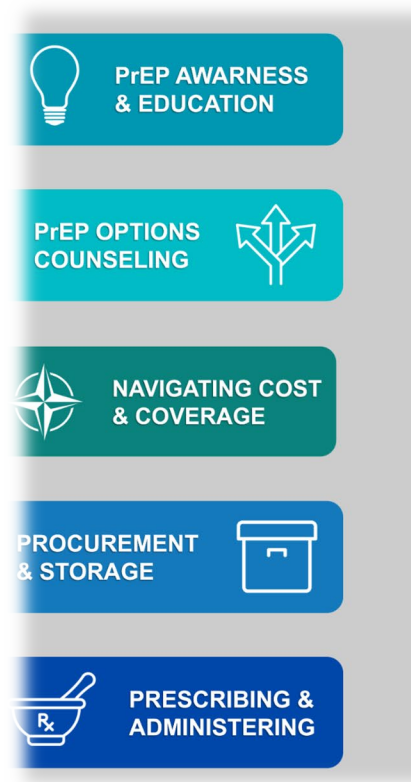 PrEP AWARNESS
& EDUCATION
PrEP OPTIONS
COUNSELING
NAVIGATING COST
& COVERAGE
PROCUREMENT
& STORAGE
Rx
PRESCRIBING &
ADMINISTERING